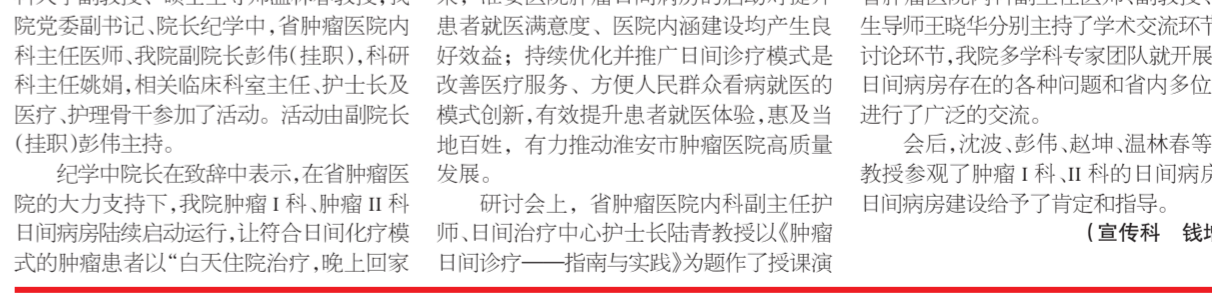 院党委副书记、院长纪学中，省肿瘤医院内
科主任医师、我院副院长彭伟（挂职），科研
科主任姚娟，相关临床科室主任、护士长及
医疗、护理骨干参加了活动。活动由副院长
（挂职）彭伟主持。
纪学中院长在致辞中表示，在省肿瘤医
院的大力支持下，我院肿瘤 I 科、肿瘤 II 科
日间病房陆续启动运行，让符合日间化疗模
式的肿瘤患者以“白天住院治疗，晚上回家
患者就医满意度、医院内涵建设均产生良
好效益；持续优化并推广日间诊疗模式是
改善医疗服务、方便人民群众看病就医的
模式创新，有效提升患者就医体验，惠及当
地百姓，有力推动淮安市肿瘤医院高质量
发展。
研讨会上，省肿瘤医院内科副主任护
师、日间治疗中心护士长陆青教授以《肿瘤
日间诊疗——指南与实践》为题作了授课演
生导师王晓华分别主持了学术交流环节
讨论环节，我院多学科专家团队就开展
日间病房存在的各种问题和省内多位
进行了广泛的交流。
会后，沈波、彭伟、赵坤、温林春等
教授参观了肿瘤 I 科、II 科的日间病房
日间病房建设给予了肯定和指导。
（宣传科 钱